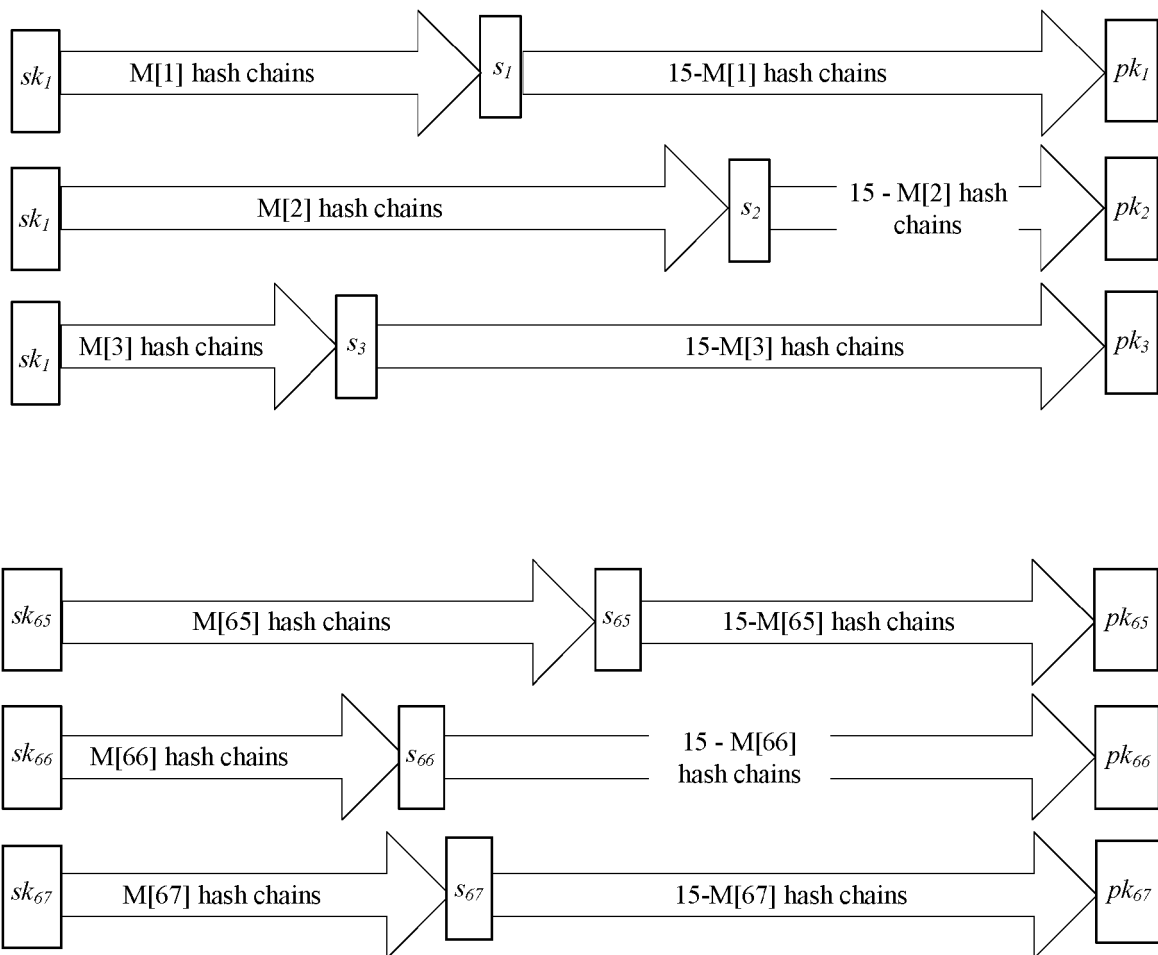 sk1 M[1] hash chains s1 15-M[1] hash chains pk1
sk1 M[2] hash chains s2 15 - M[2] hash chains pk2
sk1 M[3] hash chains s3 15-M[3] hash chains pk3
sk65 M[65] hash chains s65 15-M[65] hash chains pk65
sk66 M[66] hash chains s66 15 - M[66] hash chains pk66
sk67 M[67] hash chains s67 15-M[67] hash chains pk67